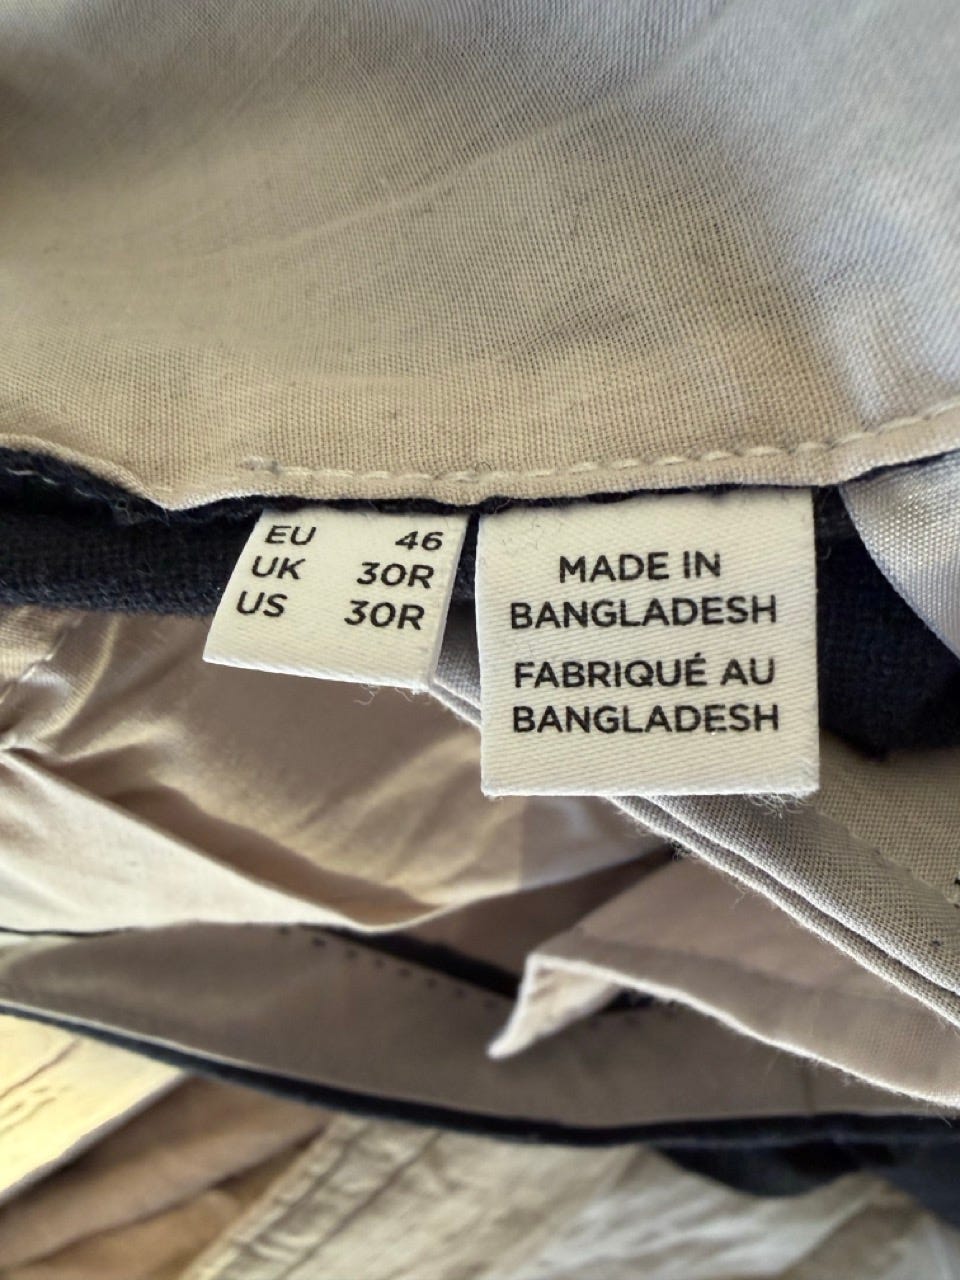 EU 46
UK 30R
US 30R
MADE IN
BANGLADESH
FABRIQUÉ AU
BANGLADESH